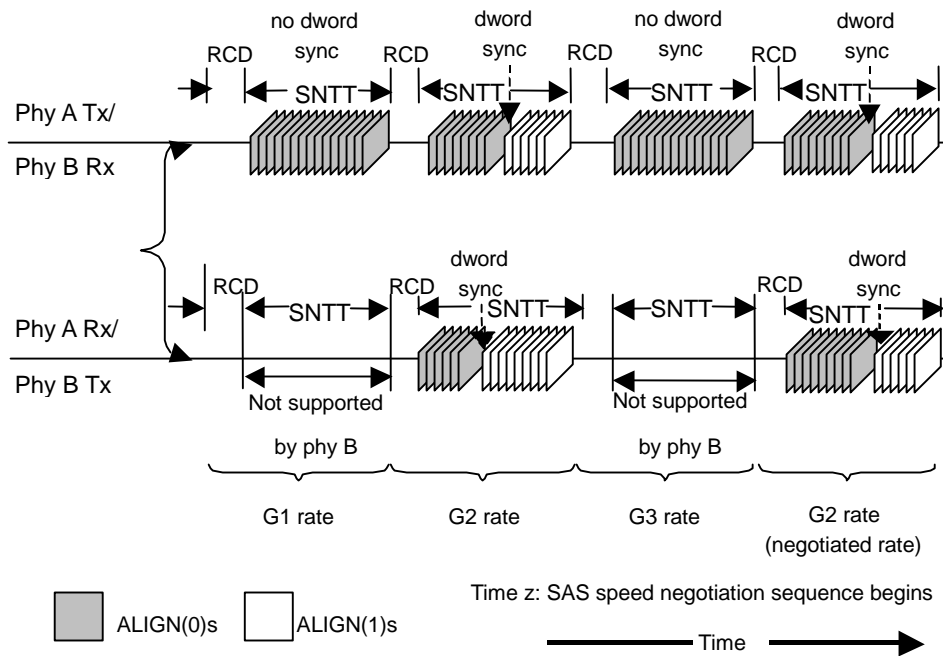 no dword sync
dword sync
no dword sync
dword sync
RCD
RCD
RCD
RCD
SNTT
SNTT
SNTT
SNTT
Phy A Tx/
Phy B Rx
dword sync
dword sync
RCD
RCD
RCD
SNTT
SNTT
SNTT
SNTT
Phy A Rx/
Phy B Tx
Not supported
Not supported
by phy B
by phy B
G1 rate
G2 rate
G3 rate
G2 rate
(negotiated rate)
Time z: SAS speed negotiation sequence begins
ALIGN(0)s
ALIGN(1)s
Time